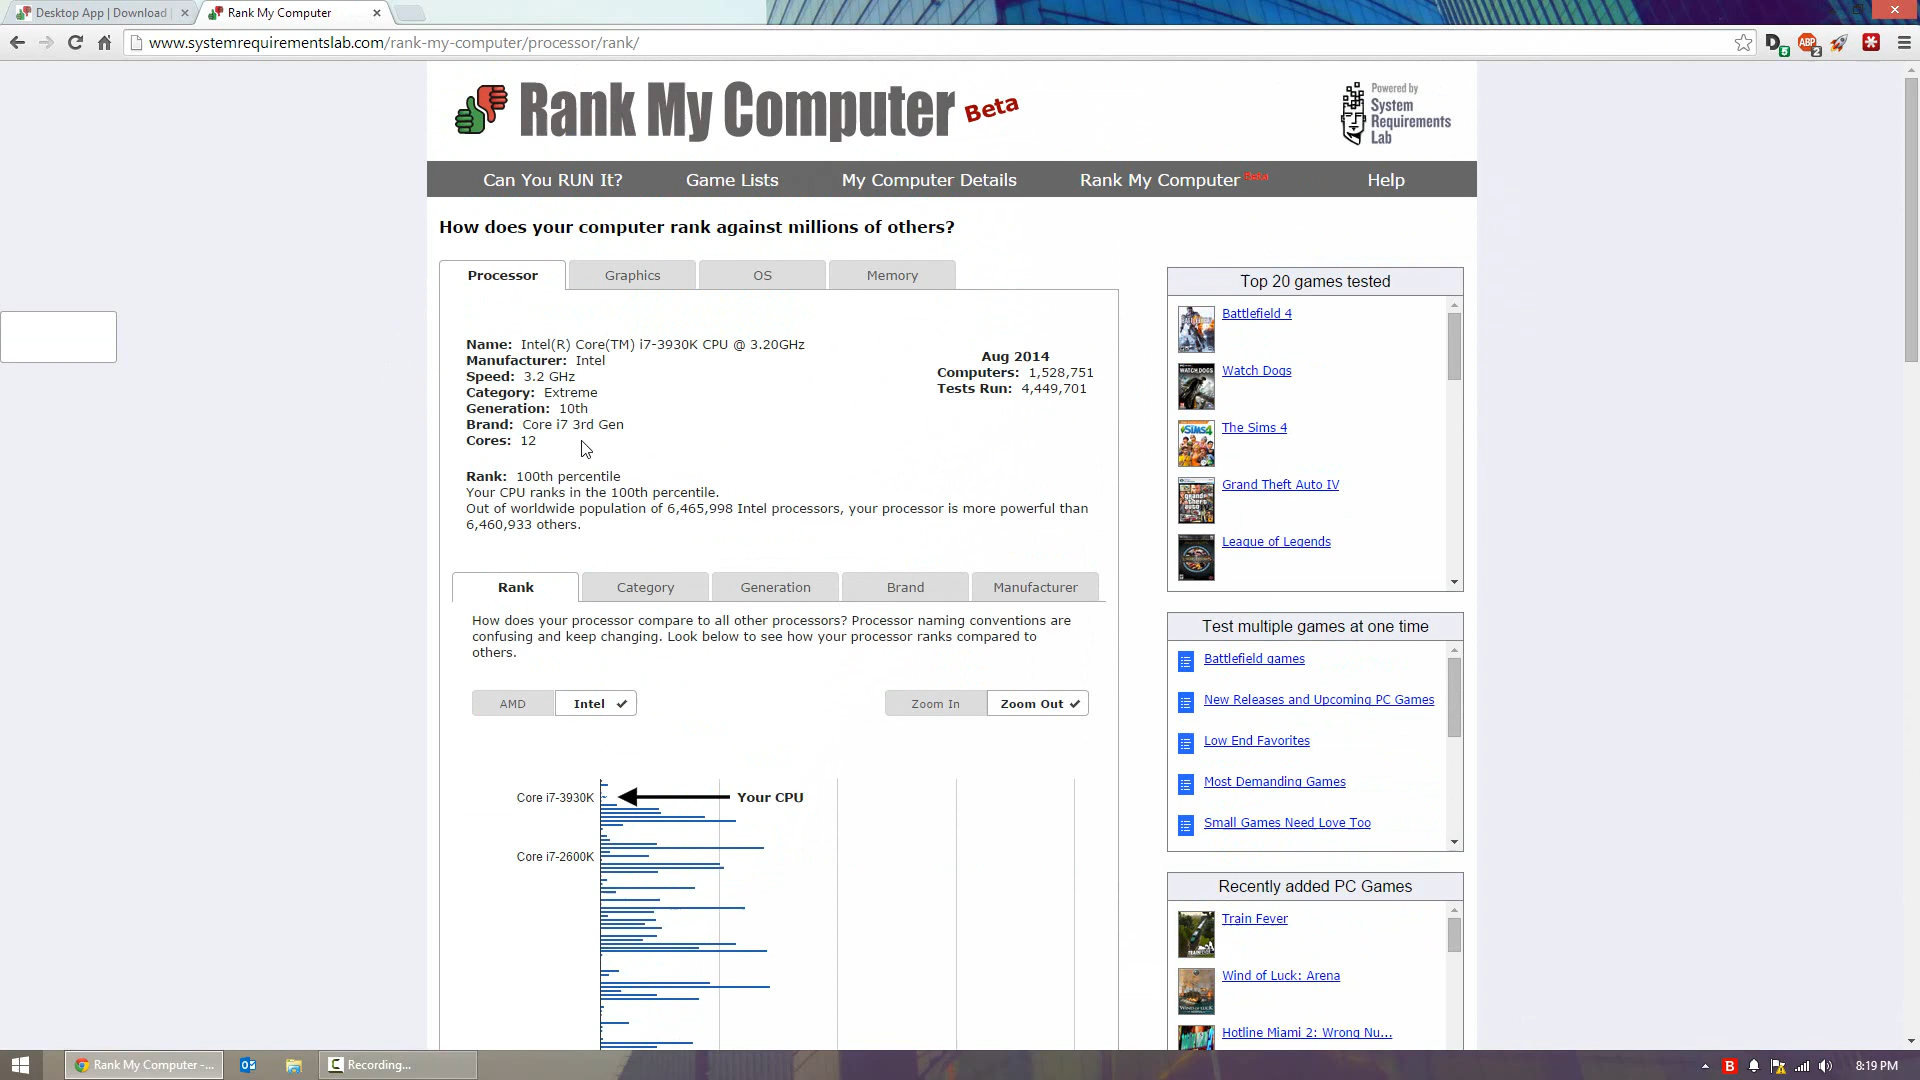 Desktop App | Download
Rank My Computer
www.systemrequirementslab.com/rank-my-computer/processor/rank/
D 5
ABP 2
Rank My Computer Beta
Powered by
System
Requirements
Lab
Can You RUN It?
Game Lists
My Computer Details
Rank My Computer Beta
Help
How does your computer rank against millions of others?
Processor
Graphics
OS
Memory
Name: Intel(R) Core(TM) i7-3930K CPU @ 3.20GHz
Manufacturer: Intel
Speed: 3.2 GHz
Category: Extreme
Generation: 10th
Brand: Core i7 3rd Gen
Cores: 12
Aug 2014
Computers: 1,528,751
Tests Run: 4,449,701
Rank: 100th percentile
Your CPU ranks in the 100th percentile.
Out of worldwide population of 6,465,998 Intel processors, your processor is more powerful than
6,460,933 others.
Rank
Category
Generation
Brand
Manufacturer
How does your processor compare to all other processors? Processor naming conventions are
confusing and keep changing. Look below to see how your processor ranks compared to
others.
AMD
Intel ✓
Zoom In
Zoom Out ✓
Core i7-3930K
Your CPU
Core i7-2600K
Top 20 games tested
Battlefield 4
Watch Dogs
The Sims 4
Grand Theft Auto IV
League of Legends
Test multiple games at one time
Battlefield games
New Releases and Upcoming PC Games
Low End Favorites
Most Demanding Games
Small Games Need Love Too
Recently added PC Games
Train Fever
Wind of Luck: Arena
Hotline Miami 2: Wrong Nu...
Rank My Computer -...
Recording...
B
8:19 PM